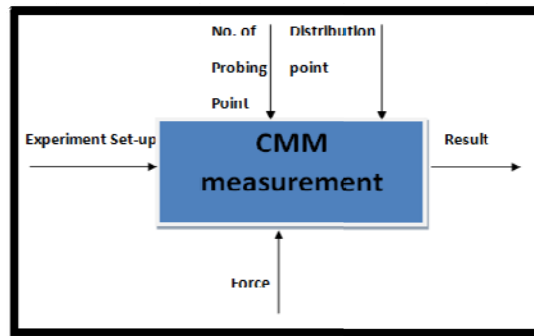 No. of
Probing
Point
Distribution
point
Experiment Set-up
CMM
measurement
Result
Force